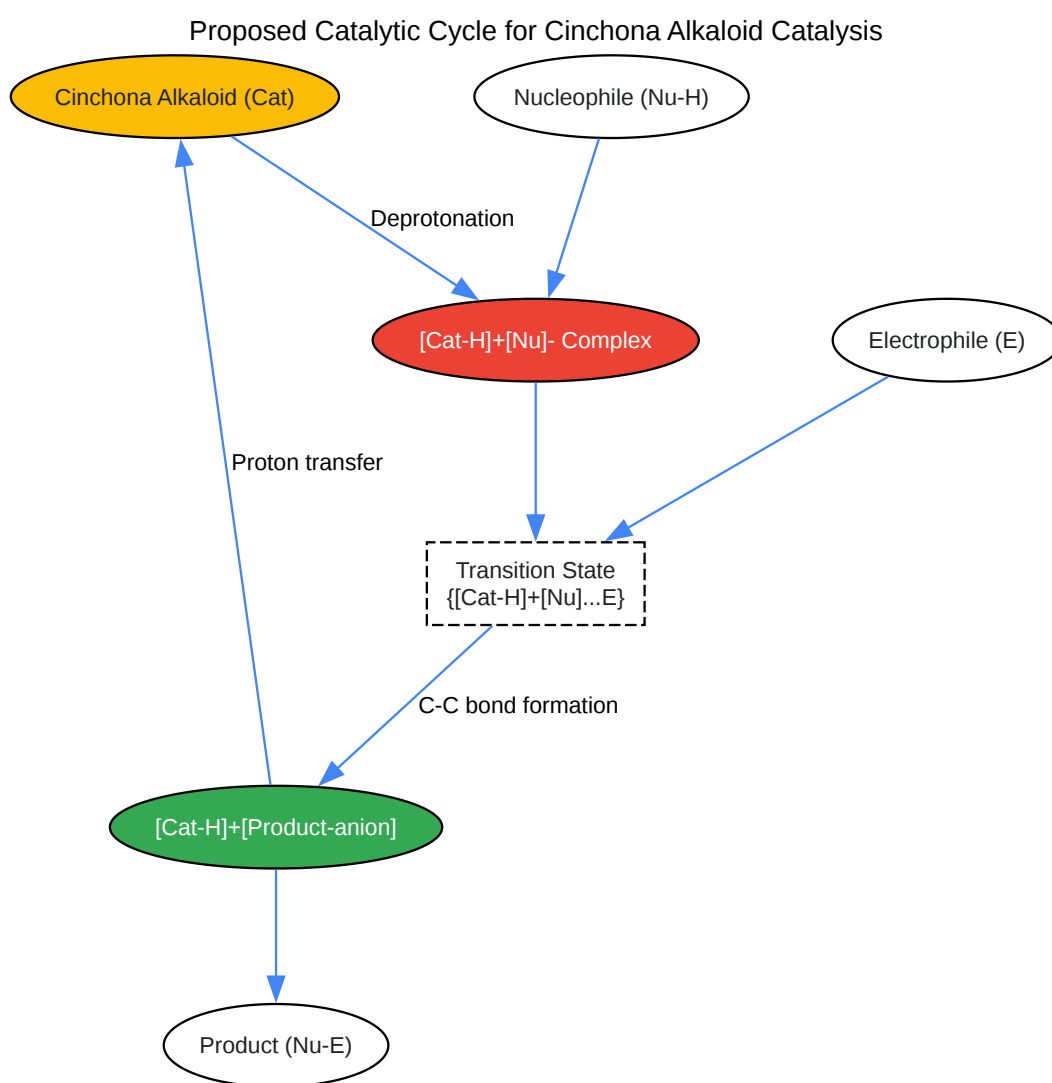 Proposed Catalytic Cycle for Cinchona Alkaloid Catalysis
Cinchona Alkaloid (Cat)
Nucleophile (Nu-H)
Deprotonation
[Cat-H]+[Nu]- Complex
Electrophile (E)
Proton transfer
Transition State
{[Cat-H]+[Nu]...E}
C-C bond formation
[Cat-H]+[Product-anion]
Product (Nu-E)